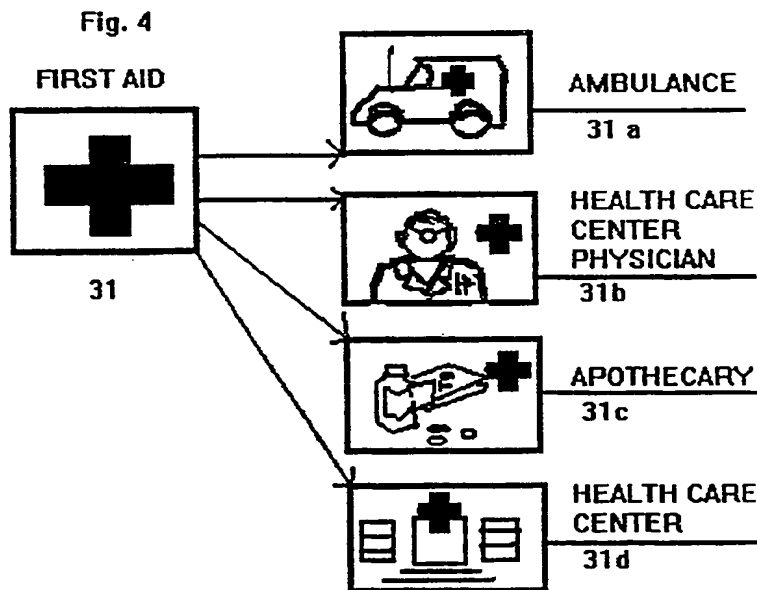 Fig. 4
FIRST AID
31
AMBULANCE
31 a
HEALTH CARE
CENTER
PHYSICIAN
31b
APOTHECARY
31c
HEALTH CARE
CENTER
31d